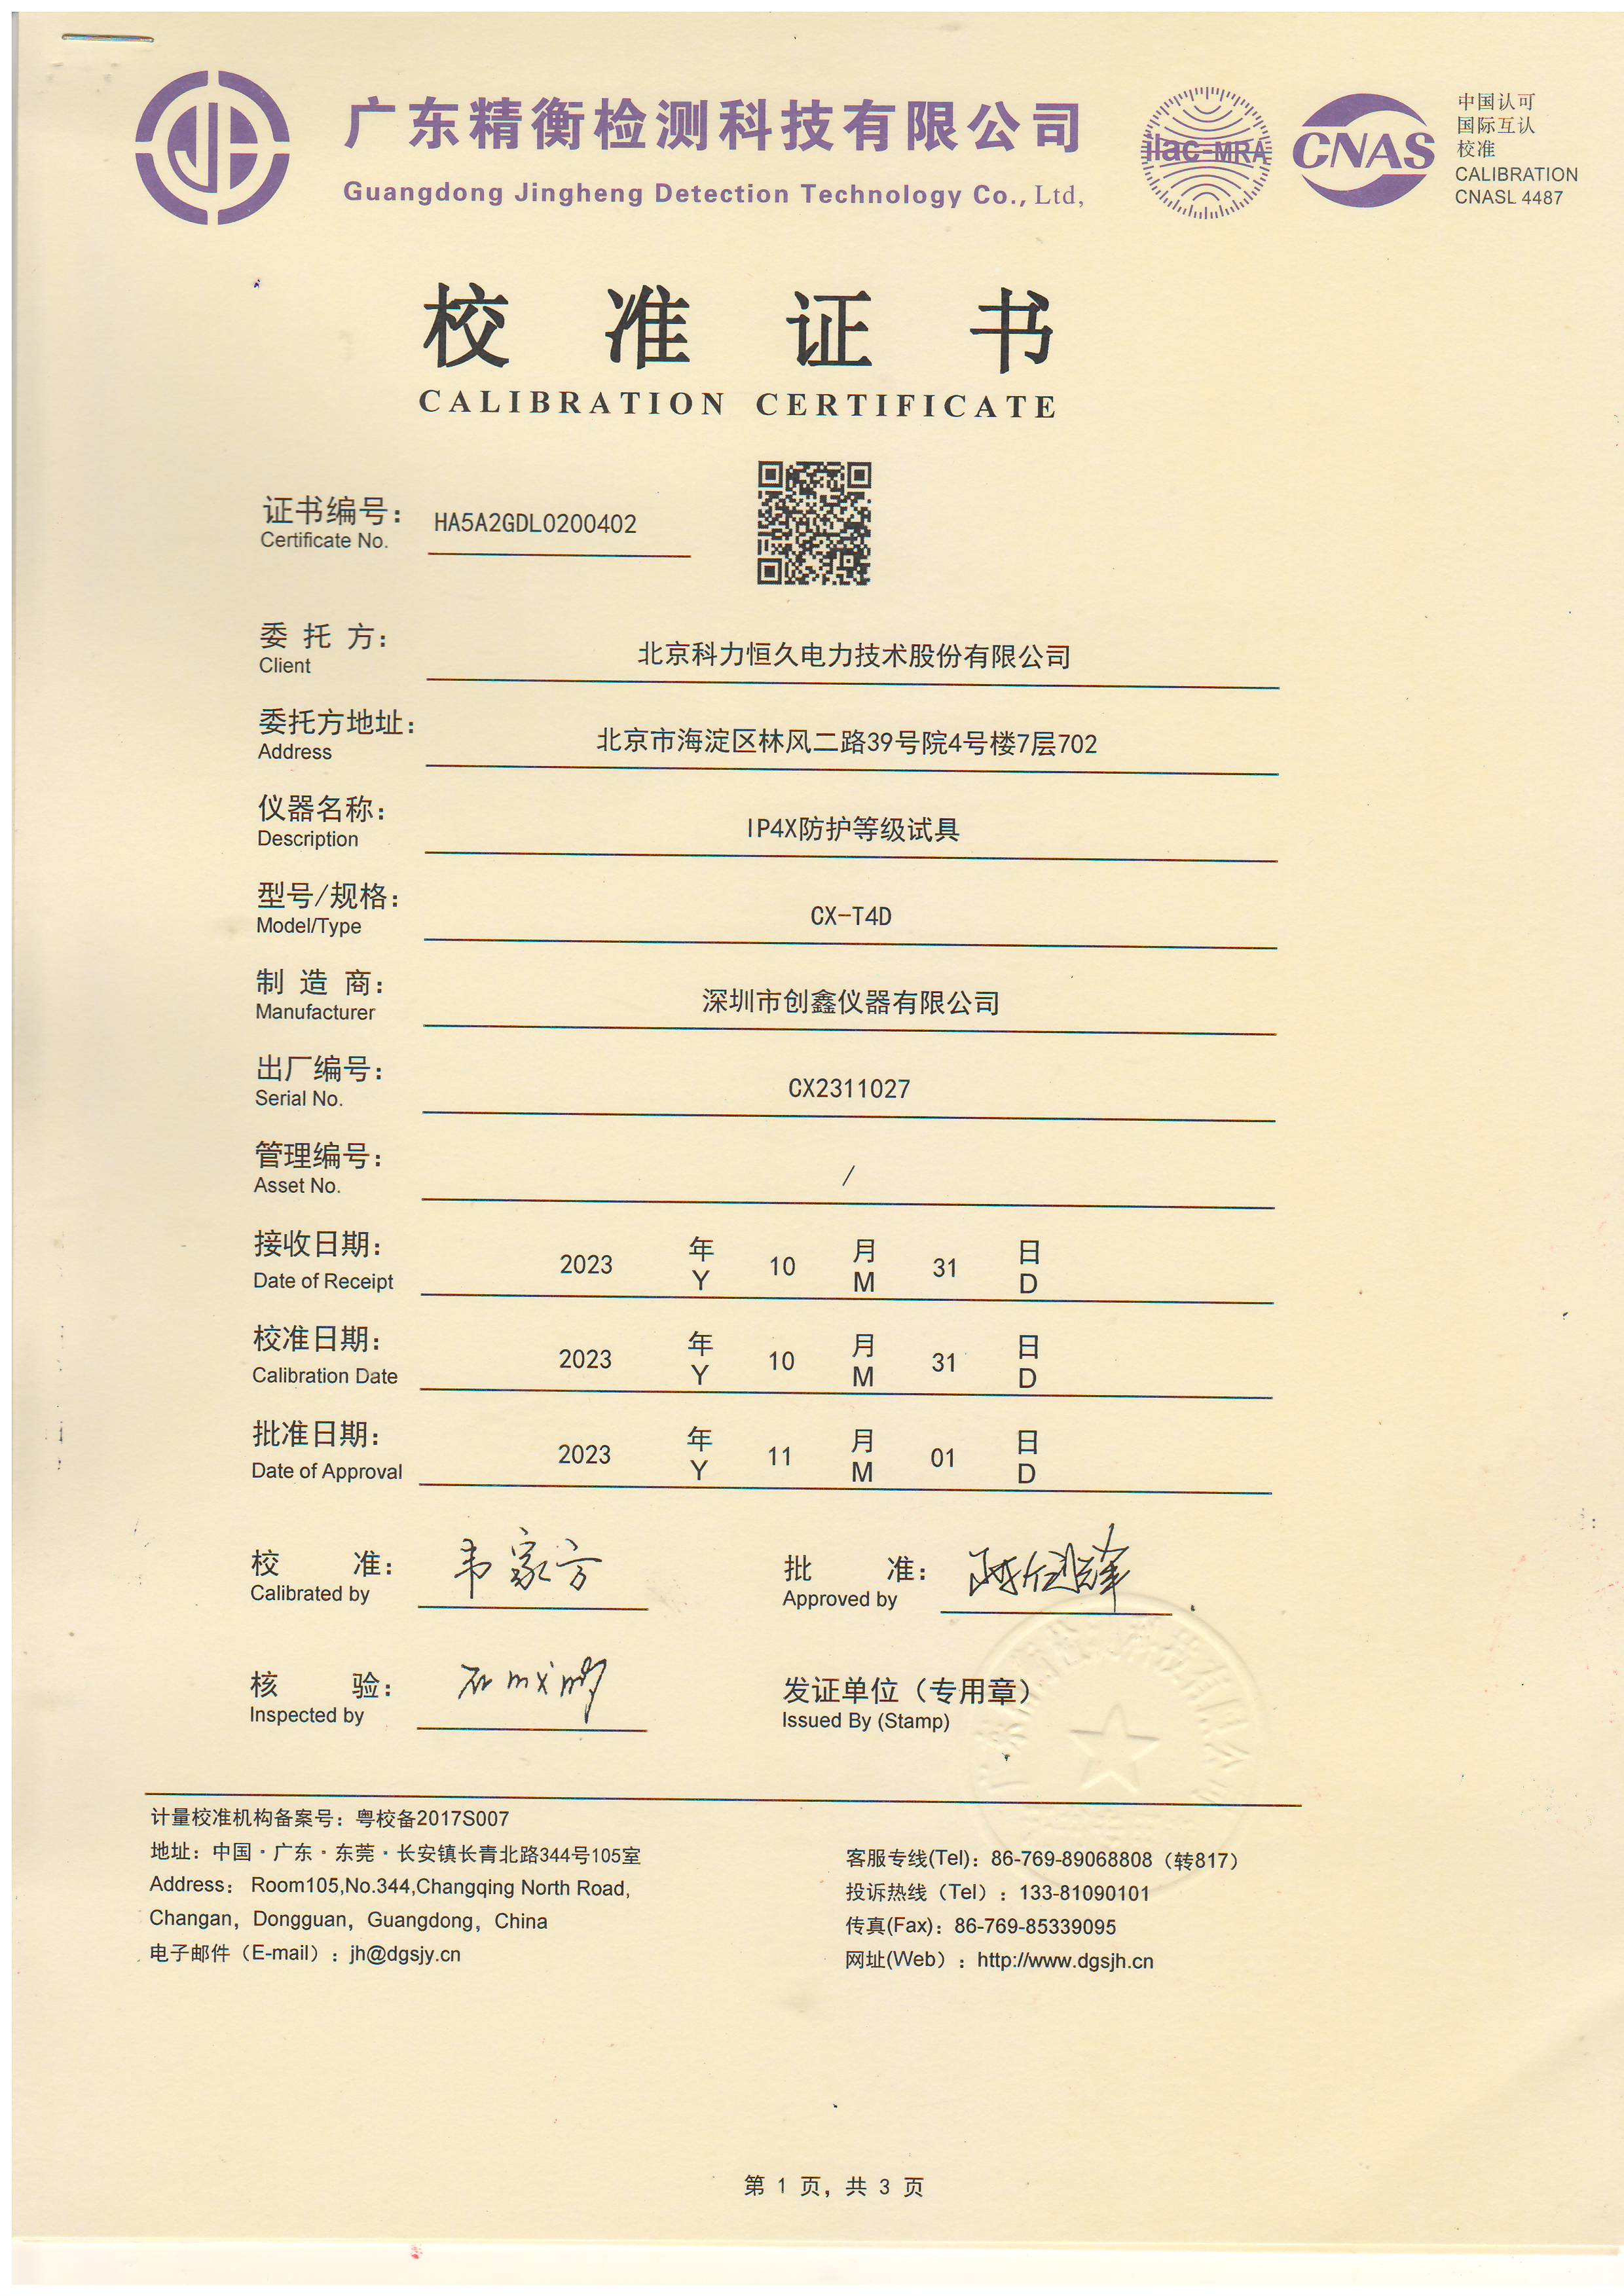 广东精衡检测科技有限公司
Guangdong Jingheng Detection Technology Co., Ltd,
ilac-MRA
CNAS
中国认可
国际互认
校准
CALIBRATION
CNASL 4487
校准证书
CALIBRATION CERTIFICATE
证书编号： HA5A2GDL0200402
Certificate No.
委托方： 北京科力恒久电力技术股份有限公司
Client
委托方地址： 北京市海淀区林风二路39号院4号楼7层702
Address
仪器名称： IP4X防护等级试具
Description
型号/规格： CX-T4D
Model/Type
制造商： 深圳市创鑫仪器有限公司
Manufacturer
出厂编号： CX2311027
Serial No.
管理编号： /
Asset No.
接收日期： 2023 年 10 月 31 日
Date of Receipt Y M D
校准日期： 2023 年 10 月 31 日
Calibration Date Y M D
批准日期： 2023 年 11 月 01 日
Date of Approval Y M D
校准： 韦家方 批准：
Calibrated by Approved by
核验： 发证单位（专用章）
Inspected by Issued By (Stamp)
计量校准机构备案号：粤校备2017S007
地址：中国·广东·东莞·长安镇长青北路344号105室 客服专线(Tel)：86-769-89068808（转817）
Address： Room105,No.344,Changqing North Road, 投诉热线（Tel）：133-81090101
Changan，Dongguan，Guangdong，China 传真(Fax)：86-769-85339095
电子邮件（E-mail）：jh@dgsjy.cn 网址(Web）：http://www.dgsjh.cn
第 1 页，共 3 页